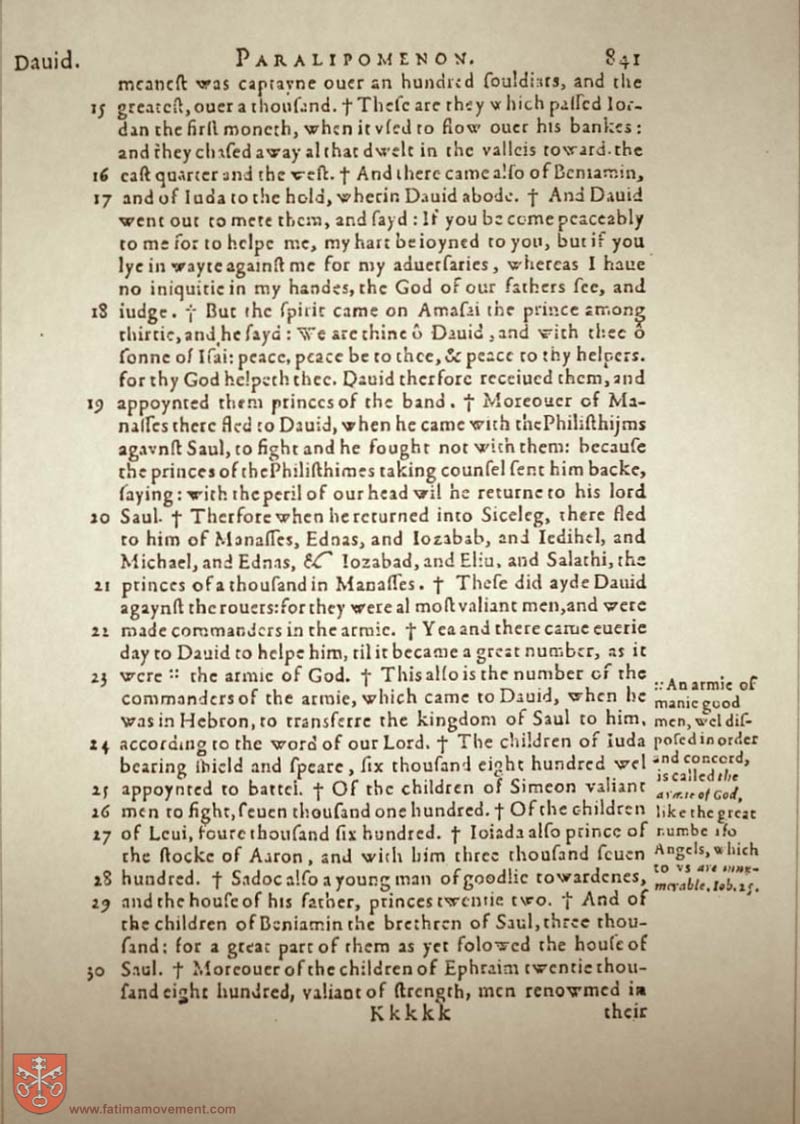 Dauid. PARALIPOMENON. 841
meaneſt was captayne ouer an hundred ſouldiars, and the
15 greateſt, ouer a thouſand. † Theſe are they which paſſed Ior-
dan the firſt moneth, when it vſed to flow ouer his bankes:
and they chaſed away al that dwelt in the valleis toward the
16 eaſt quarter and the weſt. † And there came alſo of Beniamin,
17 and of Iuda to the hold, wherin Dauid abode. † And Dauid
went out to mete them, and ſayd: If you be come peaceably
to me for to helpe me, my hart be ioyned to you, but if you
lye in wayte againſt me for my aduerſaries, whereas I haue
no iniquitie in my handes, the God of our fathers ſee, and
18 iudge. † But the ſpirit came on Amaſai the prince among
thirtie, and he ſayd: We are thine ô Dauid, and with thee ô
ſonne of Iſai: peace, peace be to thee, & peace to thy helpers.
for thy God helpeth thee. Dauid therfore receiued them, and
19 appoynted them princes of the band. † Moreouer of Ma-
naſſes there fled to Dauid, when he came with the Philiſthijms
agaynſt Saul, to fight and he fought not with them: becauſe
the princes of the Philiſthimes taking counſel ſent him backe,
ſaying: with the peril of our head wil he returne to his lord
20 Saul. † Therfore when he returned into Siceleg, there fled
to him of Manaſſes, Ednas, and Iozabab, and Iedihel, and
Michael, and Ednas, & Iozabad, and Eliu, and Salathi, the
21 princes of a thouſand in Manaſſes. † Theſe did ayde Dauid
agaynſt the rouers: for they were al moſt valiant men, and were
22 made commanders in the armie. † Yea and there came euerie
day to Dauid to helpe him, til it became a great number, as it
23 were :: the armie of God. † This alſo is the number of the
commanders of the armie, which came to Dauid, when he
was in Hebron, to transferre the kingdom of Saul to him,
24 according to the word of our Lord. † The children of Iuda
bearing ſhield and ſpeare, ſix thouſand eight hundred wel
25 appoynted to battel. † Of the children of Simeon valiant
26 men to fight, ſeuen thouſand one hundred. † Of the children
27 of Leui, foure thouſand ſix hundred. † Ioiada alſo prince of
the ſtocke of Aaron, and with him three thouſand ſeuen
28 hundred. † Sadoc alſo a young man of goodlie towardenes,
29 and the houſe of his father, princes twentie two. † And of
the children of Beniamin the brethren of Saul, three thou-
ſand: for a great part of them as yet folowed the houſe of
30 Saul. † Moreouer of the children of Ephraim twentie thou-
ſand eight hundred, valiant of ſtrength, men renowmed in
Kkkkk their
:: An armie of
manie good
men, wel diſ-
poſed in order
and concord,
is called the
armie of God,
like the great
numbe ſo
Angels, which
to vs are innu-
merable. Iob. 25.
www.fatimamovement.com